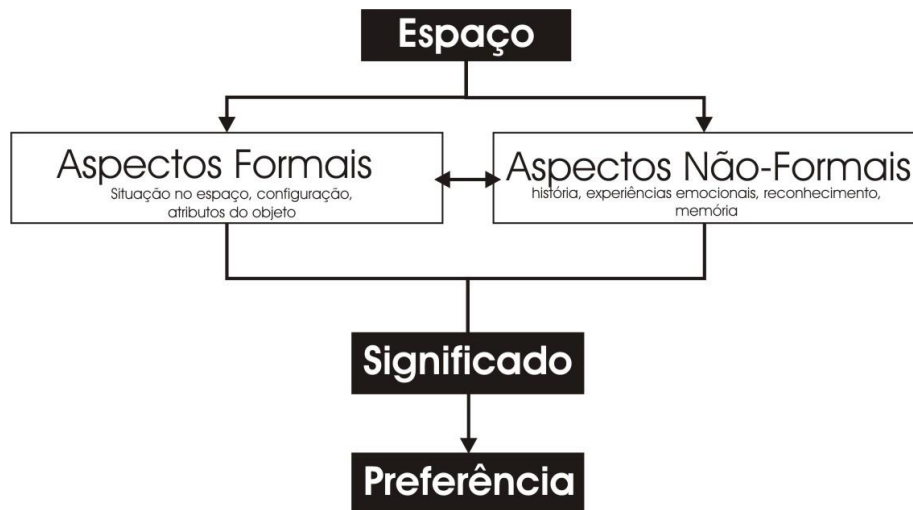 Espaço
Aspectos Formais
Situação no espaço, configuração,
atributos do objeto
Aspectos Não-Formais
história, experiências emocionais, reconhecimento,
memória
Significado
Preferência